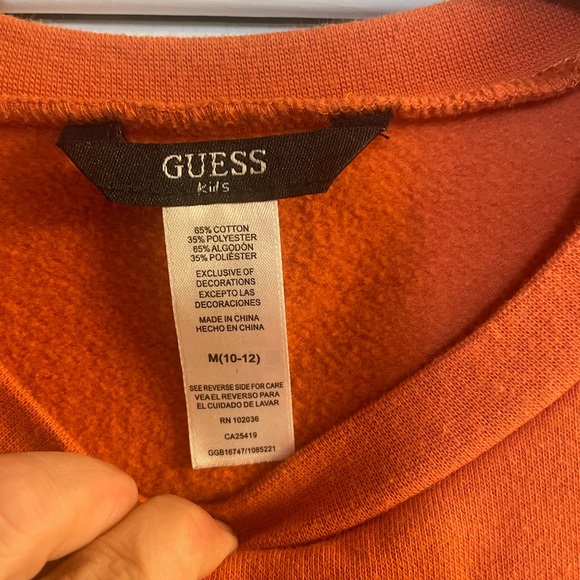 GUESS
kids
65% COTTON
35% POLYESTER
65% ALGODÓN
35% POLIÉSTER
EXCLUSIVE OF
DECORATIONS
EXCEPTO LAS
DECORACIONES
MADE IN CHINA
HECHO EN CHINA
M(10-12)
SEE REVERSE SIDE FOR CARE
VEA EL REVERSO PARA
EL CUIDADO DE LAVAR
RN 102036
CA25419
GGB16747/1085221